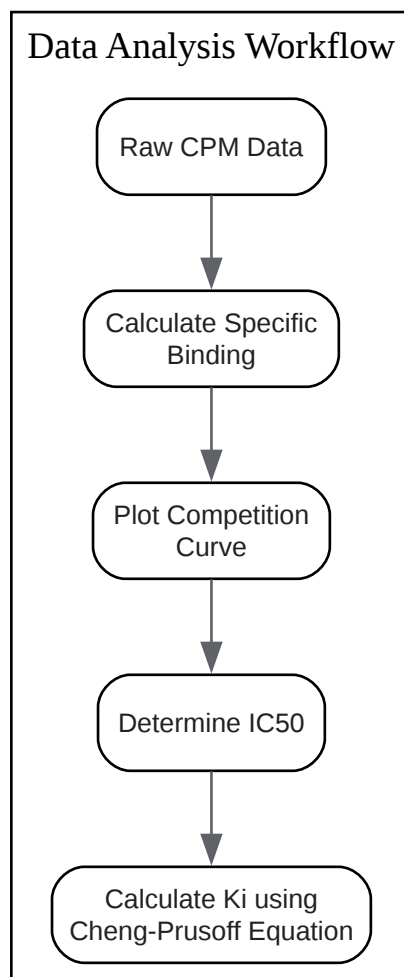 Data Analysis Workflow
Raw CPM Data
Calculate Specific
Binding
Plot Competition
Curve
Determine IC50
Calculate Ki using
Cheng-Prusoff Equation